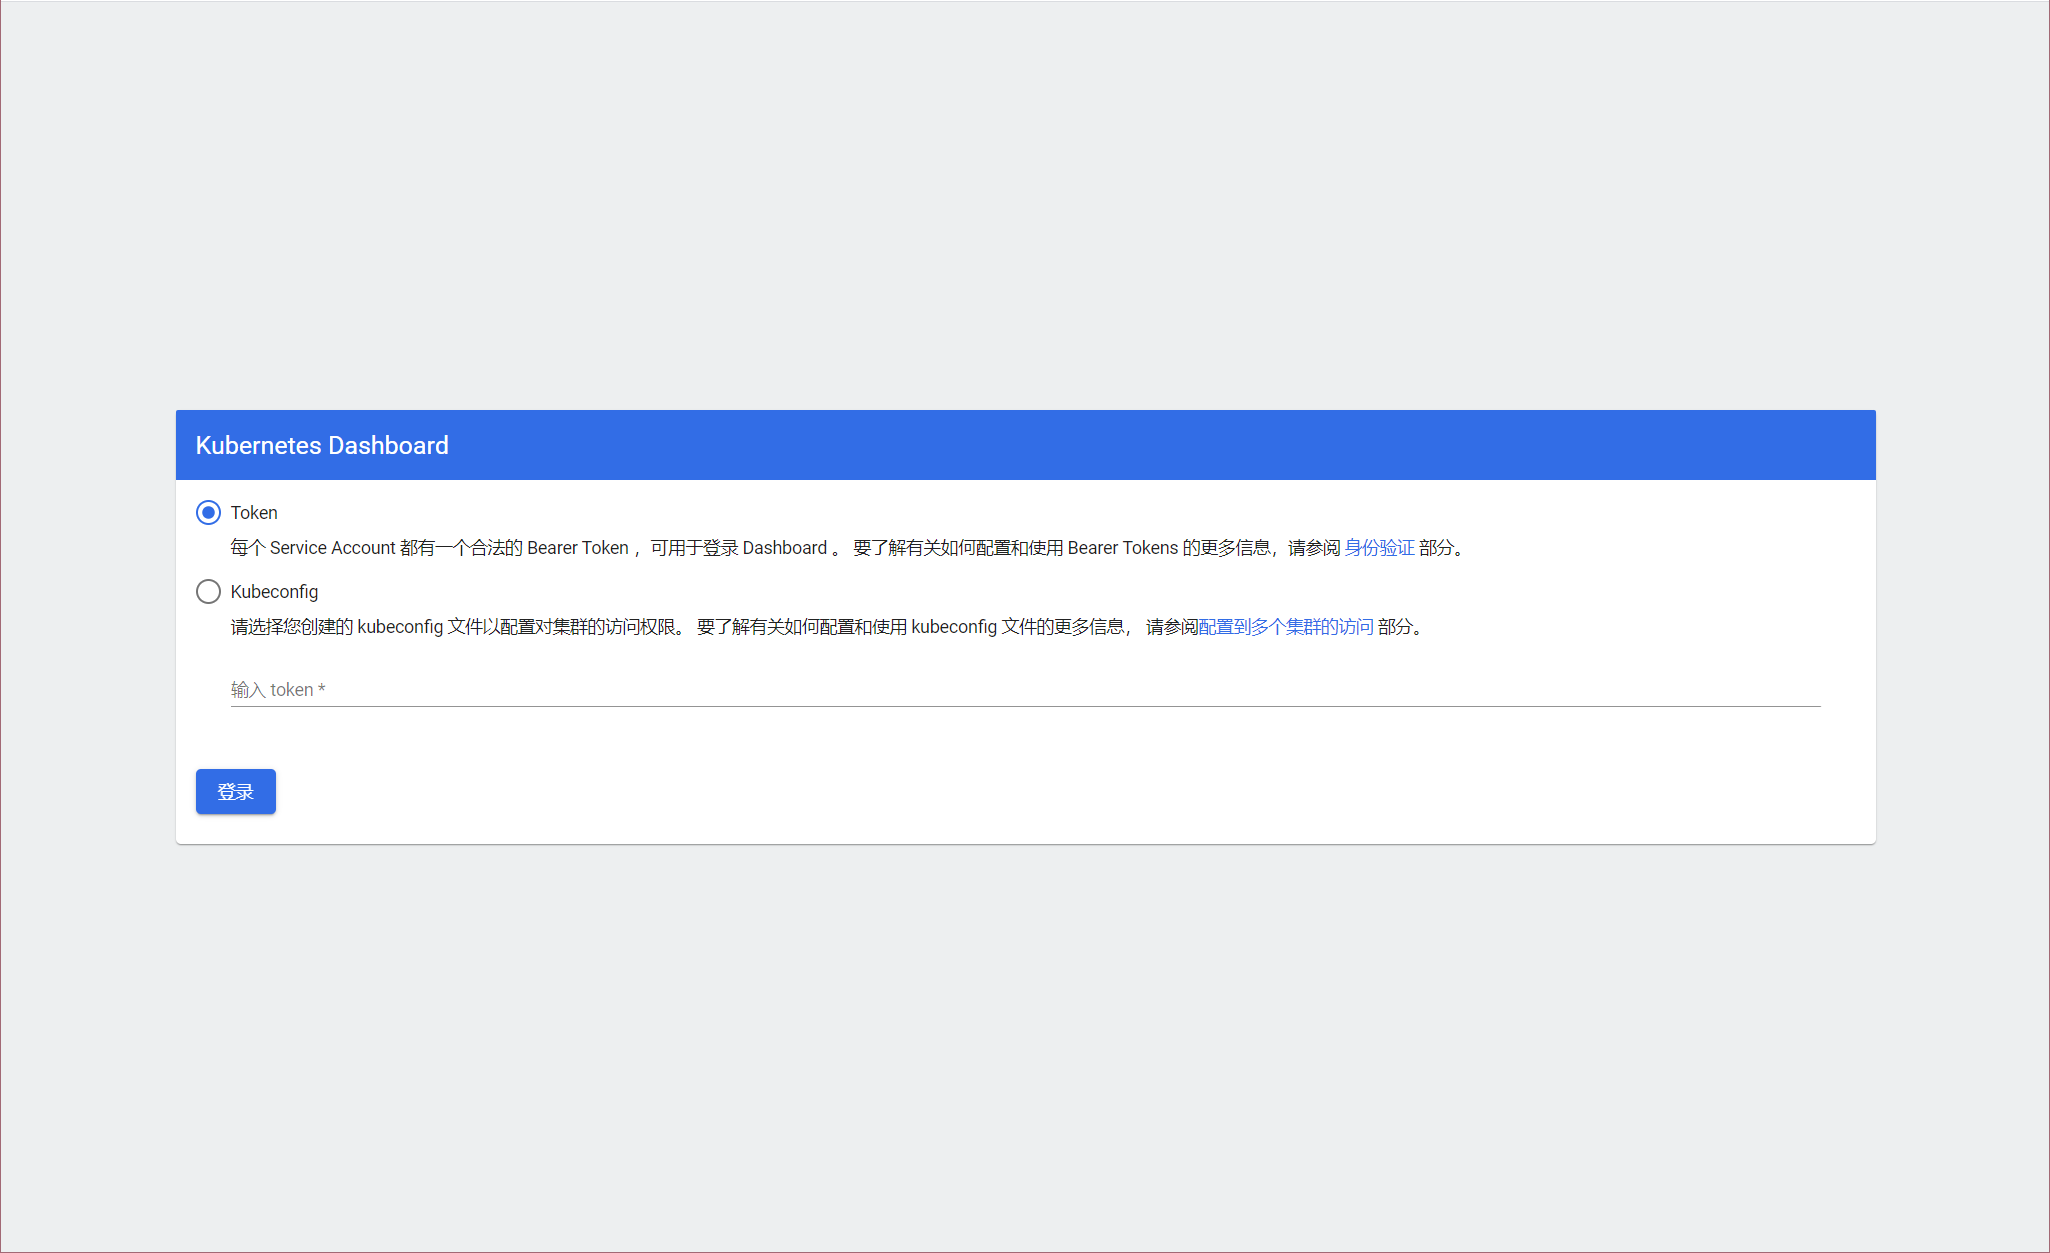 Kubernetes Dashboard
Token
每个 Service Account 都有一个合法的 Bearer Token ，可用于登录 Dashboard 。 要了解有关如何配置和使用 Bearer Tokens 的更多信息，请参阅 身份验证 部分。
Kubeconfig
请选择您创建的 kubeconfig 文件以配置对集群的访问权限。 要了解有关如何配置和使用 kubeconfig 文件的更多信息， 请参阅配置到多个集群的访问 部分。
输入 token *
登录